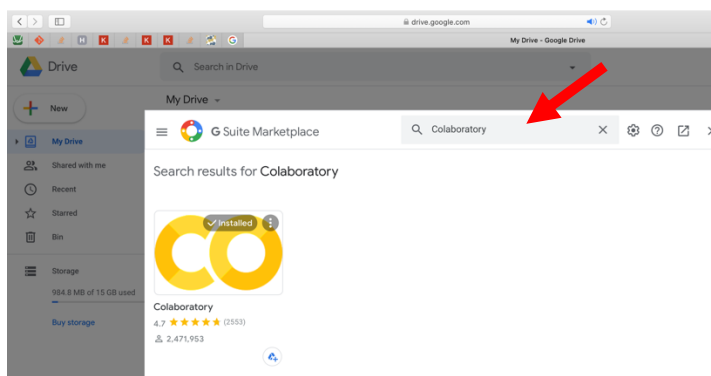 drive.google.com
My Drive - Google Drive
Drive
Search in Drive
New
My Drive
G Suite Marketplace
Colaboratory
My Drive
Shared with me
Recent
Starred
Bin
Storage
984.8 MB of 15 GB used
Buy storage
Search results for Colaboratory
Installed
Colaboratory
4.7 (2553)
2,471,953